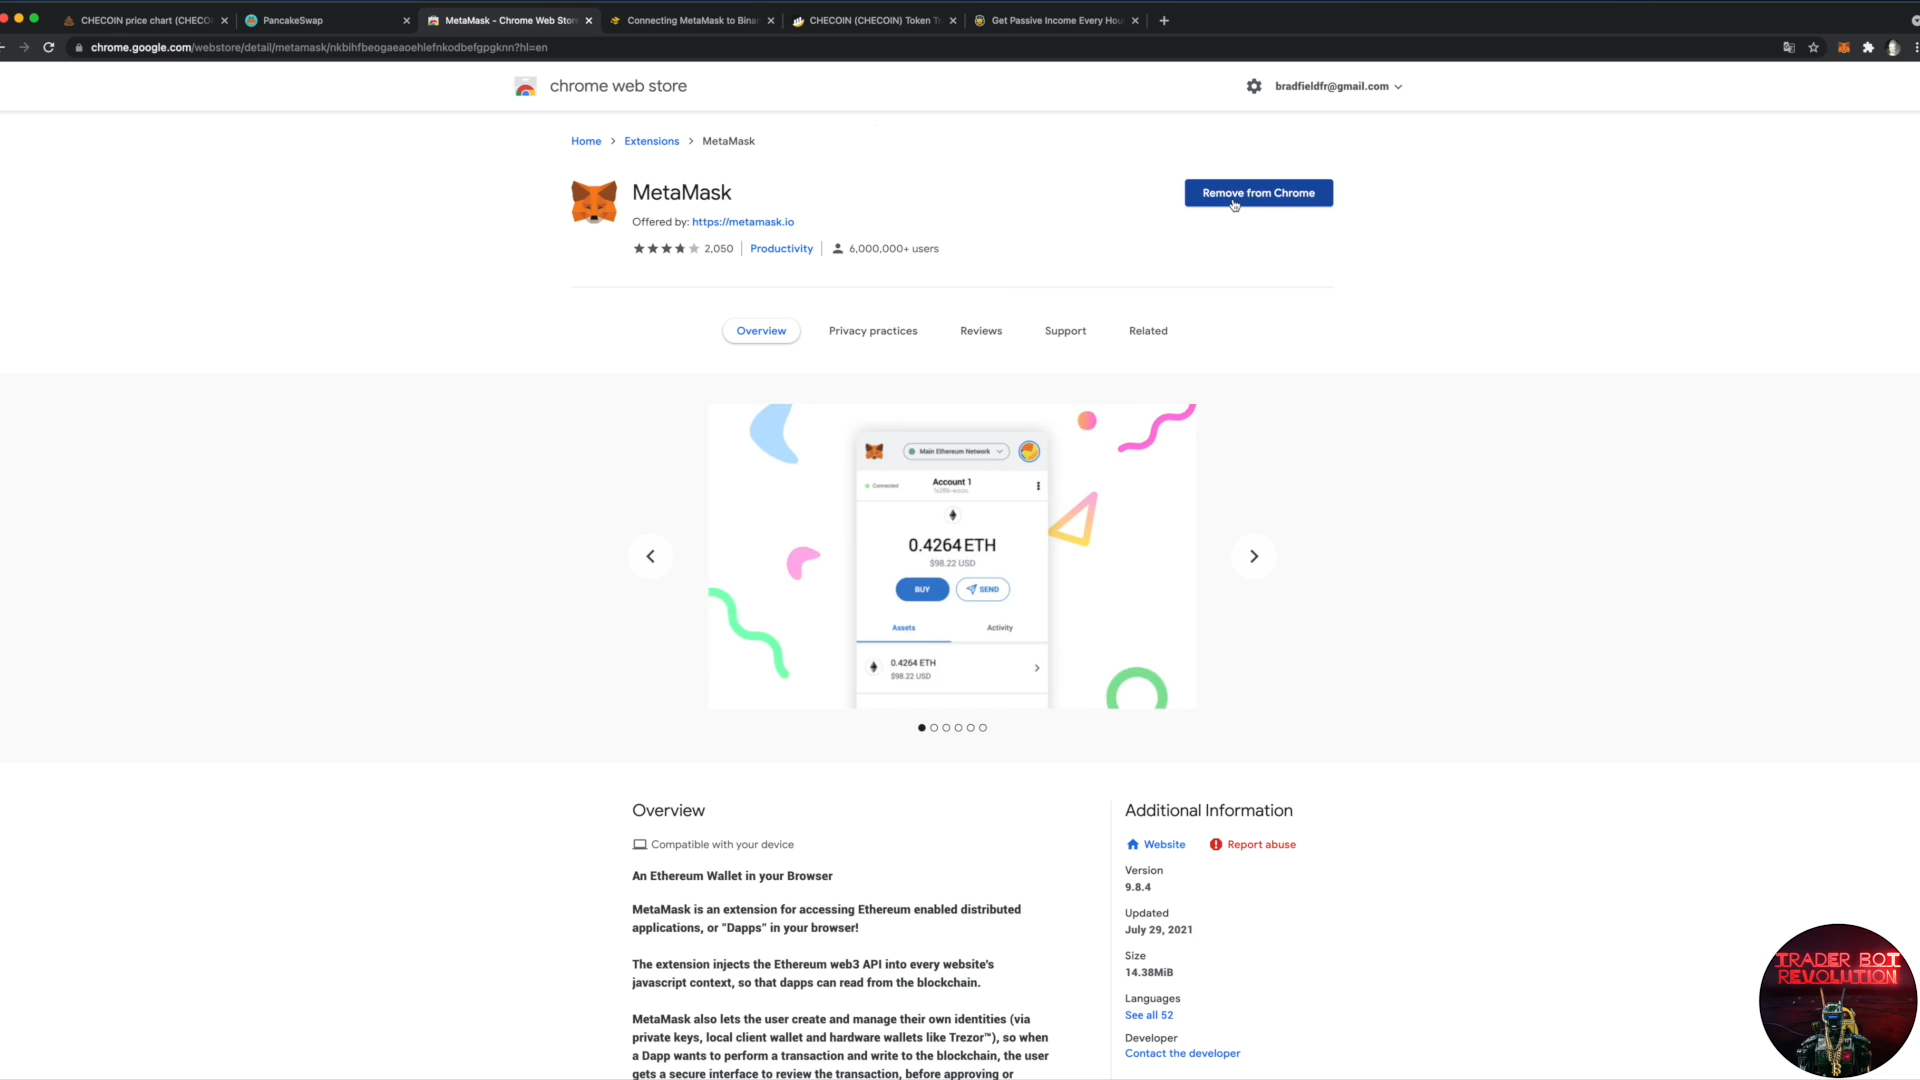 CHECOIN price chart (CHECOI
PancakeSwap
MetaMask - Chrome Web Store
Connecting MetaMask to Binan
CHECOIN (CHECOIN) Token Tr
Get Passive Income Every Hou
chrome.google.com/webstore/detail/metamask/nkbihfbeogaeaoehlefnkodbefgpgknn?hl=en
chrome web store
bradfieldfr@gmail.com
Home > Extensions > MetaMask
MetaMask
Remove from Chrome
Offered by: https://metamask.io
2,050
Productivity
6,000,000+ users
Overview
Privacy practices
Reviews
Support
Related
Main Ethereum Network
Connected
Account 1
0.4264 ETH
$98.22 USD
BUY
SEND
Assets
Activity
0.4264 ETH
$98.22 USD
Overview
Compatible with your device
An Ethereum Wallet in your Browser
MetaMask is an extension for accessing Ethereum enabled distributed
applications, or "Dapps" in your browser!
The extension injects the Ethereum web3 API into every website's
javascript context, so that dapps can read from the blockchain.
MetaMask also lets the user create and manage their own identities (via
private keys, local client wallet and hardware wallets like Trezor™), so when
a Dapp wants to perform a transaction and write to the blockchain, the user
gets a secure interface to review the transaction, before approving or
Additional Information
Website
Report abuse
Version
9.8.4
Updated
July 29, 2021
Size
14.38MiB
Languages
See all 52
Developer
Contact the developer
TRADER BOT
REVOLUTION